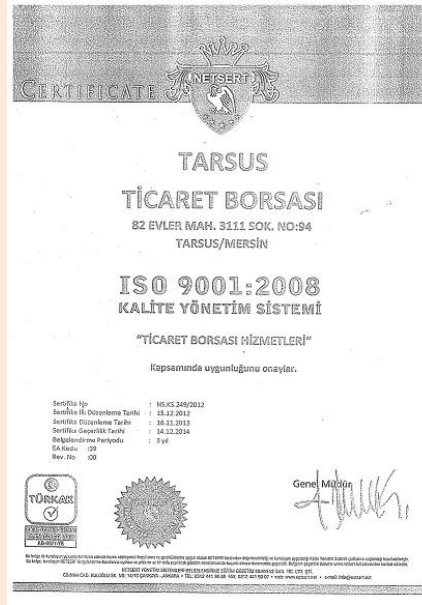 CERTIFICATE
NETSERT
TARSUS
TİCARET BORSASI
82 EVLER MAH. 3111 SOK. NO:94
TARSUS/MERSİN
ISO 9001:2008
KALİTE YÖNETİM SİSTEMİ
"TİCARET BORSASI HİZMETLERİ"
Kapsamında uygunluğunu onaylar.
Sertifika No : NS.KS.249/2012
Sertifika İlk Düzenleme Tarihi : 15.12.2012
Sertifika Düzenleme Tarihi : 16.11.2013
Sertifika Geçerlilik Tarihi : 14.12.2014
Belgelendirme Periyodu : 3 yıl
EA Kodu :39
Rev. No :00
Genel Müdür
TÜRKAK